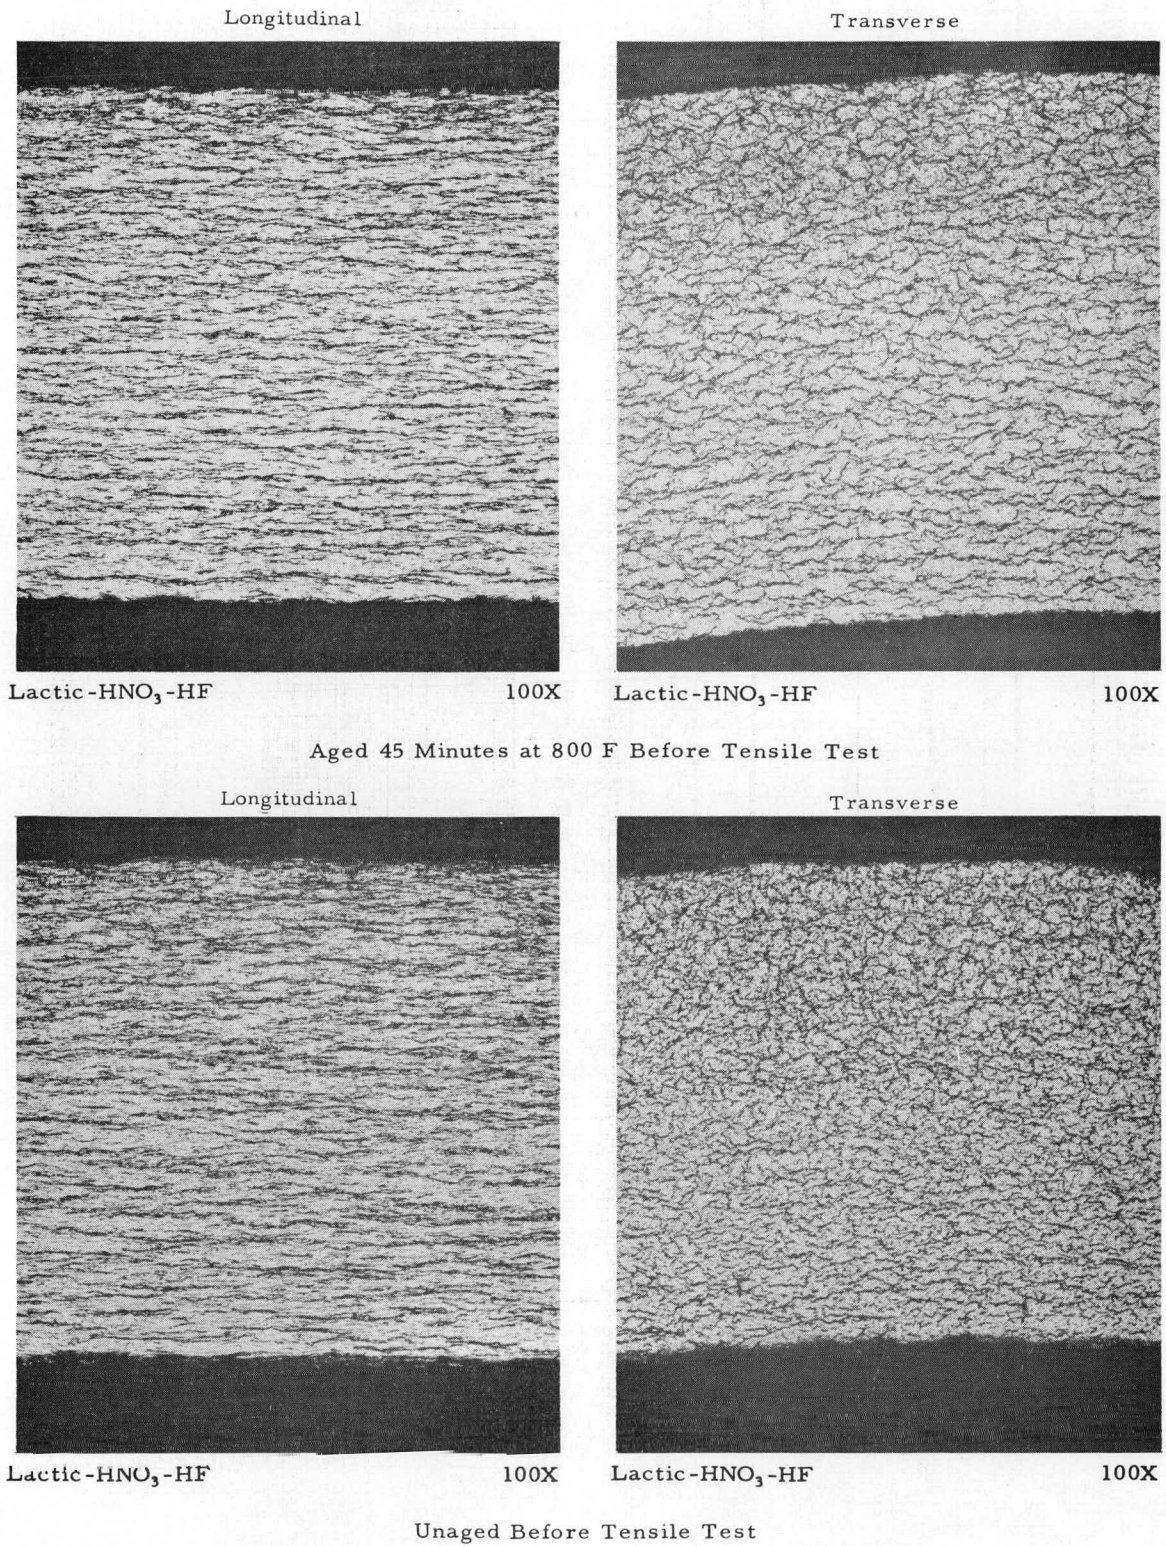 Longitudinal Transverse
Lactic-HNO₃-HF 100X Lactic-HNO₃-HF 100X
Aged 45 Minutes at 800 F Before Tensile Test
Longitudinal Transverse
Lactic-HNO₃-HF 100X Lactic-HNO₃-HF 100X
Unaged Before Tensile Test